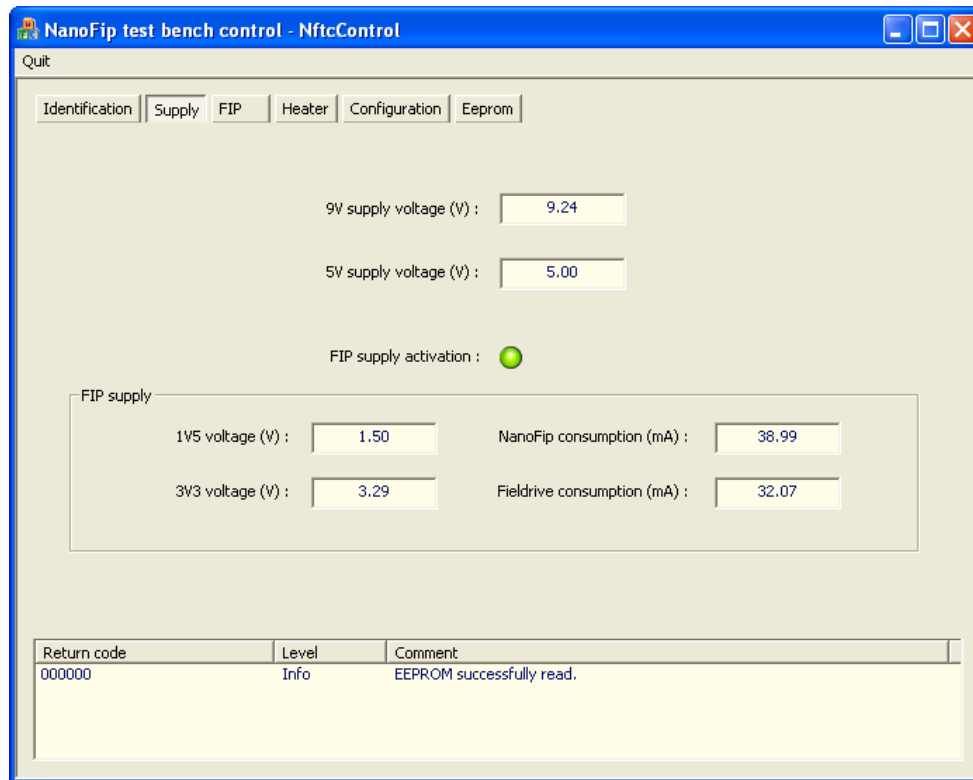 NanoFip test bench control - NftcControl
Quit
Identification Supply FIP Heater Configuration Eeprom
9V supply voltage (V) : 9.24
5V supply voltage (V) : 5.00
FIP supply activation :
FIP supply
1V5 voltage (V) : 1.50 NanoFip consumption (mA) : 38.99
3V3 voltage (V) : 3.29 Fieldrive consumption (mA) : 32.07
Return code Level Comment
000000 Info EEPROM successfully read.